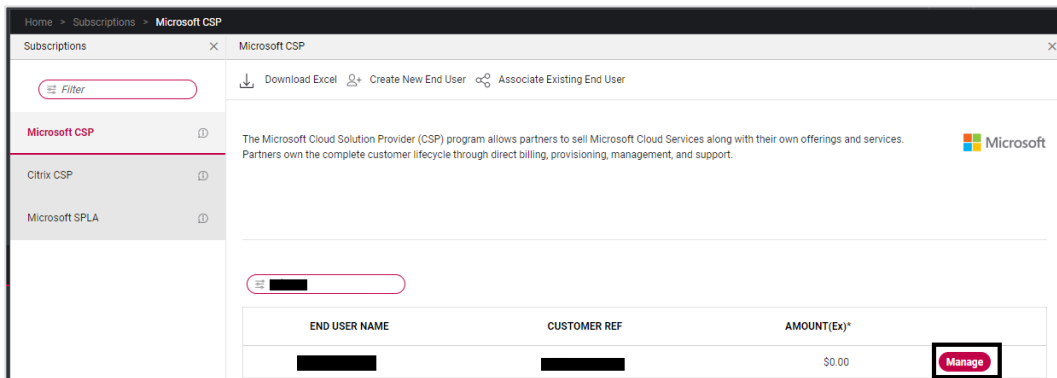 Home > Subscriptions > Microsoft CSP
Subscriptions
Microsoft CSP
Download Excel Create New End User Associate Existing End User
Filter
Microsoft CSP
The Microsoft Cloud Solution Provider (CSP) program allows partners to sell Microsoft Cloud Services along with their own offerings and services.
Partners own the complete customer lifecycle through direct billing, provisioning, management, and support.
Microsoft
Citrix CSP
Microsoft SPLA
END USER NAME CUSTOMER REF AMOUNT(Ex)*
$0.00 Manage